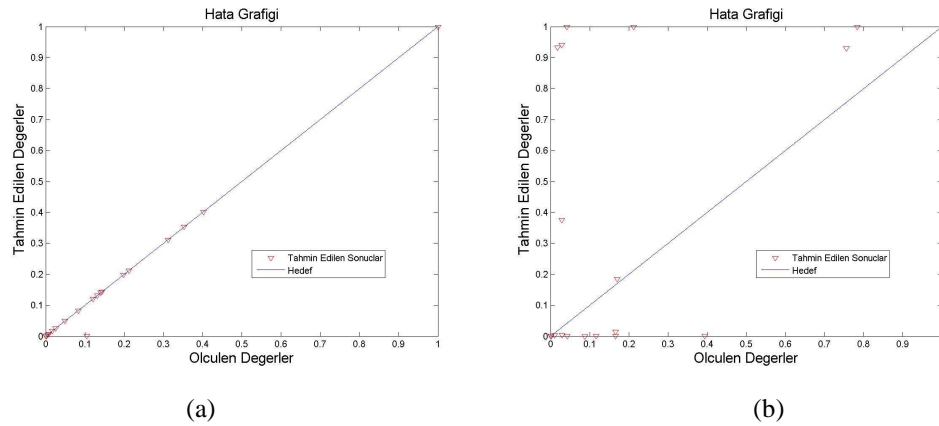 Hata Grafigi
1
0.9
0.8
0.7
0.6
0.5
0.4
0.3
0.2
0.1
0
Tahmin Edilen Degerler
Tahmin Edilen Sonuclar
Hedef
0 0.1 0.2 0.3 0.4 0.5 0.6 0.7 0.8 0.9 1
Olculen Degerler
(a)
Hata Grafigi
1
0.9
0.8
0.7
0.6
0.5
0.4
0.3
0.2
0.1
0
Tahmin Edilen Degerler
Tahmin Edilen Sonuclar
Hedef
0 0.1 0.2 0.3 0.4 0.5 0.6 0.7 0.8 0.9
Olculen Degerler
(b)